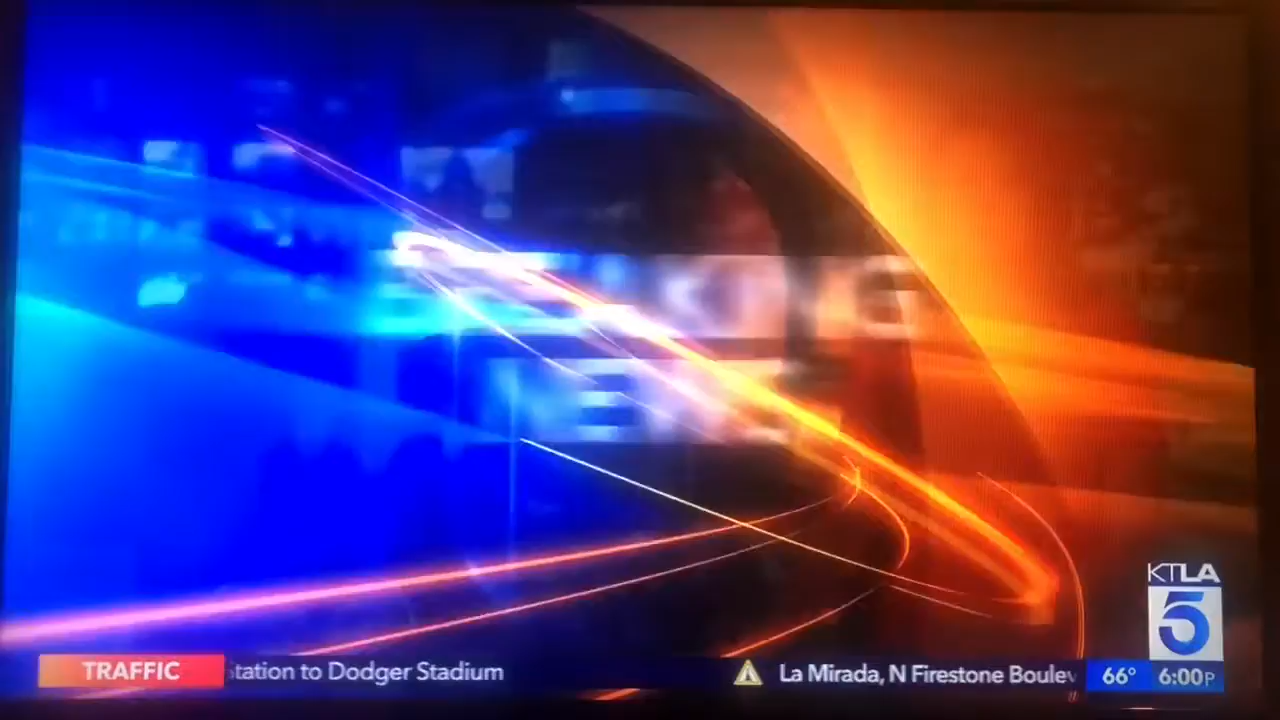 KTLA
5
TRAFFIC
tation to Dodger Stadium
La Mirada, N Firestone Boulev
66° 6:00P